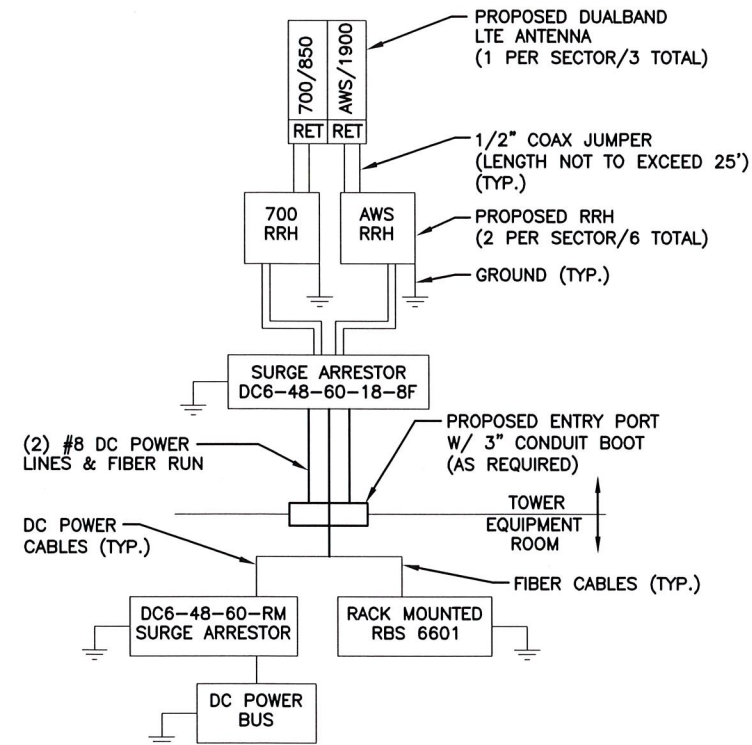 PROPOSED DUALBAND
LTE ANTENNA
(1 PER SECTOR/3 TOTAL)
700/850
AWS/1900
RET RET
1/2" COAX JUMPER
(LENGTH NOT TO EXCEED 25')
(TYP.)
700
RRH
AWS
RRH
PROPOSED RRH
(2 PER SECTOR/6 TOTAL)
GROUND (TYP.)
SURGE ARRESTOR
DC6-48-60-18-8F
(2) #8 DC POWER
LINES & FIBER RUN
PROPOSED ENTRY PORT
W/ 3" CONDUIT BOOT
(AS REQUIRED)
TOWER
EQUIPMENT
ROOM
DC POWER
CABLES (TYP.)
FIBER CABLES (TYP.)
DC6-48-60-RM
SURGE ARRESTOR
RACK MOUNTED
RBS 6601
DC POWER
BUS